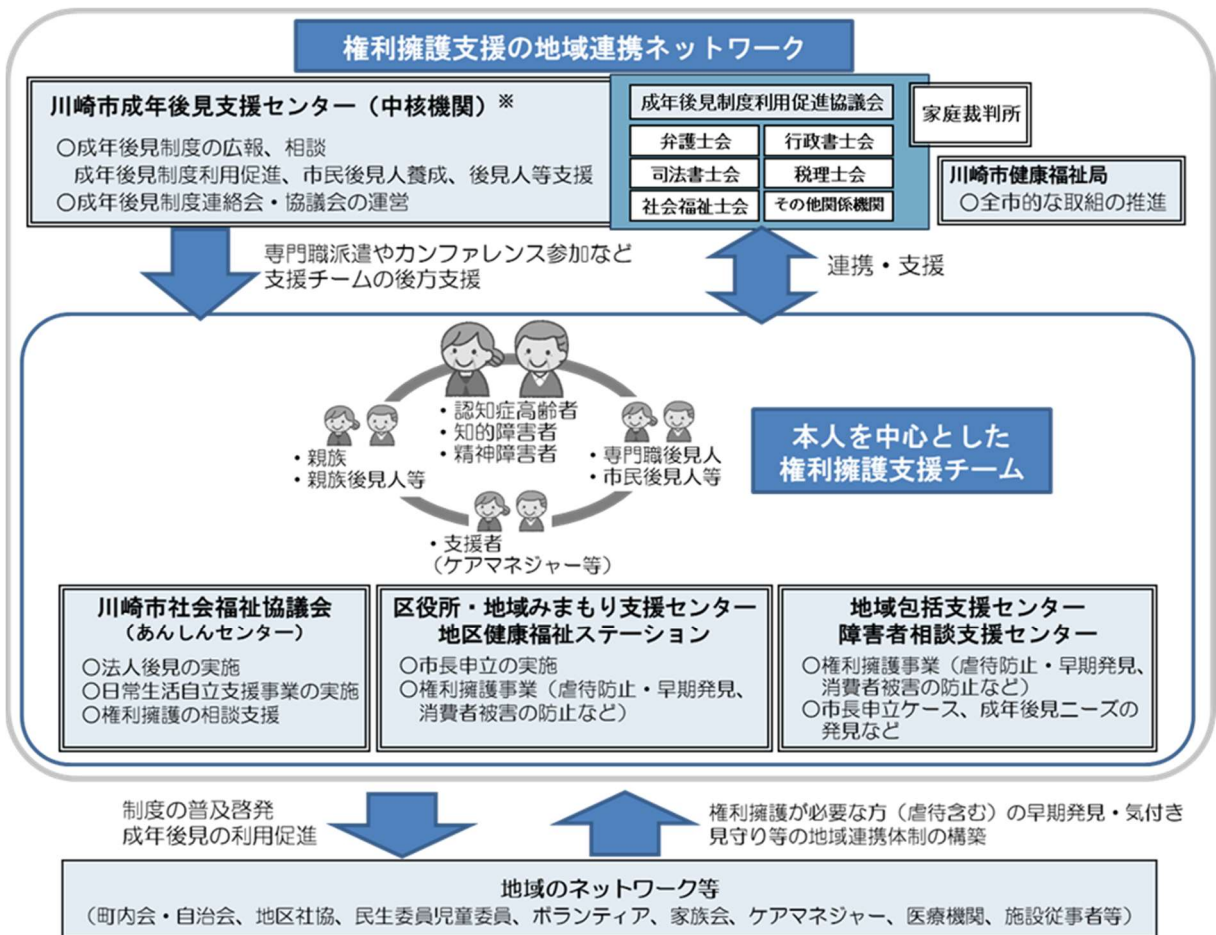 権利擁護支援の地域連携ネットワーク
川崎市成年後見支援センター（中核機関）※
○成年後見制度の広報、相談
成年後見制度利用促進、市民後見人養成、後見人等支援
○成年後見制度連絡会・協議会の運営
成年後見制度利用促進協議会
弁護士会
行政書士会
司法書士会
税理士会
社会福祉士会
その他関係機関
家庭裁判所
川崎市健康福祉局
○全市的な取組の推進
専門職派遣やカンファレンス参加など
支援チームの後方支援
連携・支援
・認知症高齢者
・知的障害者
・精神障害者
・親族
・親族後見人等
・専門職後見人
・市民後見人等
・支援者
（ケアマネジャー等）
本人を中心とした
権利擁護支援チーム
川崎市社会福祉協議会
（あんしんセンター）
○法人後見の実施
○日常生活自立支援事業の実施
○権利擁護の相談支援
区役所・地域みまもり支援センター
地区健康福祉ステーション
○市長申立の実施
○権利擁護事業（虐待防止・早期発見、
消費者被害の防止など）
地域包括支援センター
障害者相談支援センター
○権利擁護事業（虐待防止・早期発見、
消費者被害の防止など）
○市長申立ケース、成年後見ニーズの
発見など
制度の普及啓発
成年後見の利用促進
権利擁護が必要な方（虐待含む）の早期発見・気付き
見守り等の地域連携体制の構築
地域のネットワーク等
（町内会・自治会、地区社協、民生委員児童委員、ボランティア、家族会、ケアマネジャー、医療機関、施設従事者等）